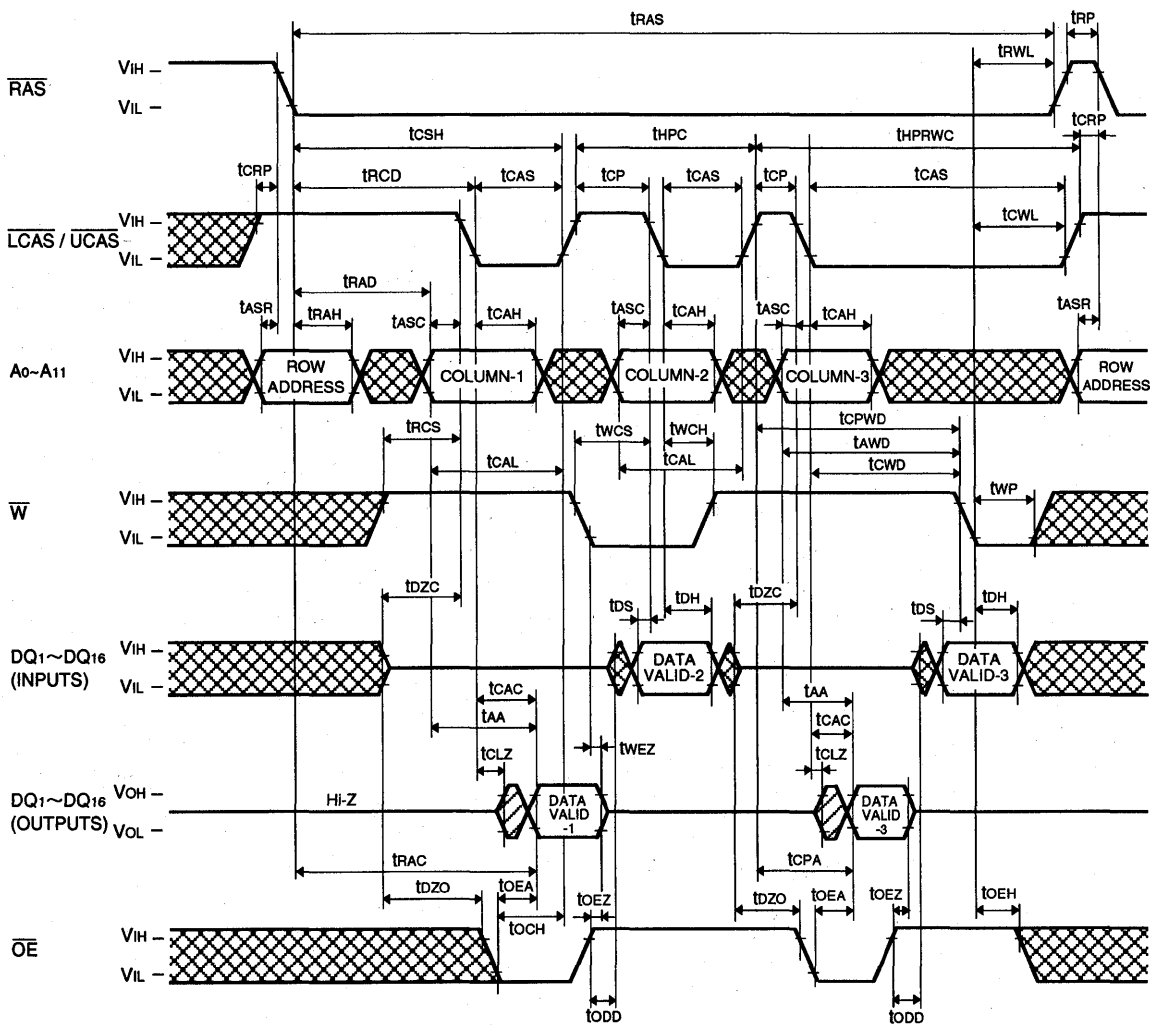 tRAS
tRP
tRWL
RAS
VIH
VIL
tCRP
tCSH
tHPC
tHPRWC
tCRP
tRCD
tCAS
tCP
tCAS
tCP
tCAS
LCAS / UCAS
VIH
VIL
tCWL
tRAD
tASR
tRAH
tASC
tCAH
tASC
tCAH
tASC
tCAH
tASR
A0~A11
VIH
VIL
ROW ADDRESS
COLUMN-1
COLUMN-2
COLUMN-3
ROW ADDRESS
tRCS
tWCS
tWCH
tCPWD
tAWD
tCAL
tCAL
tCWD
W
VIH
VIL
tWP
tDZC
tDS
tDH
tDZC
tDS
tDH
DQ1~DQ16
(INPUTS)
VIH
VIL
DATA VALID-2
DATA VALID-3
tCAC
tAA
tAA
tCAC
tCLZ
tWEZ
tCLZ
DQ1~DQ16
(OUTPUTS)
VOH
VOL
Hi-Z
DATA VALID -1
DATA VALID -3
tRAC
tCPA
tDZO
tOEA
tOEZ
tDZO
tOEA
tOEZ
tOEH
tOCH
OE
VIH
VIL
tODD
tODD